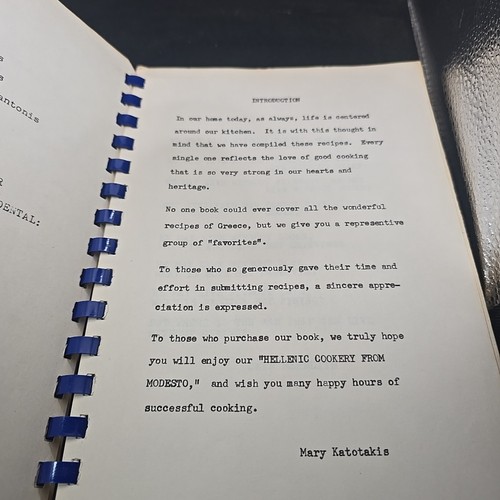 s
s
antonis
DENTAL:
INTRODUCTION
In our home today, as always, life is centered
around our kitchen. It is with this thought in
mind that we have compiled these recipes. Every
single one reflects the love of good cooking
that is so very strong in our hearts and
heritage.
No one book could ever cover all the wonderful
recipes of Greece, but we give you a representive
group of "favorites".
To those who so generously gave their time and
effort in submitting recipes, a sincere appre-
ciation is expressed.
To those who purchase our book, we truly hope
you will enjoy our "HELLENIC COOKERY FROM
MODESTO," and wish you many happy hours of
successful cooking.
Mary Katotakis